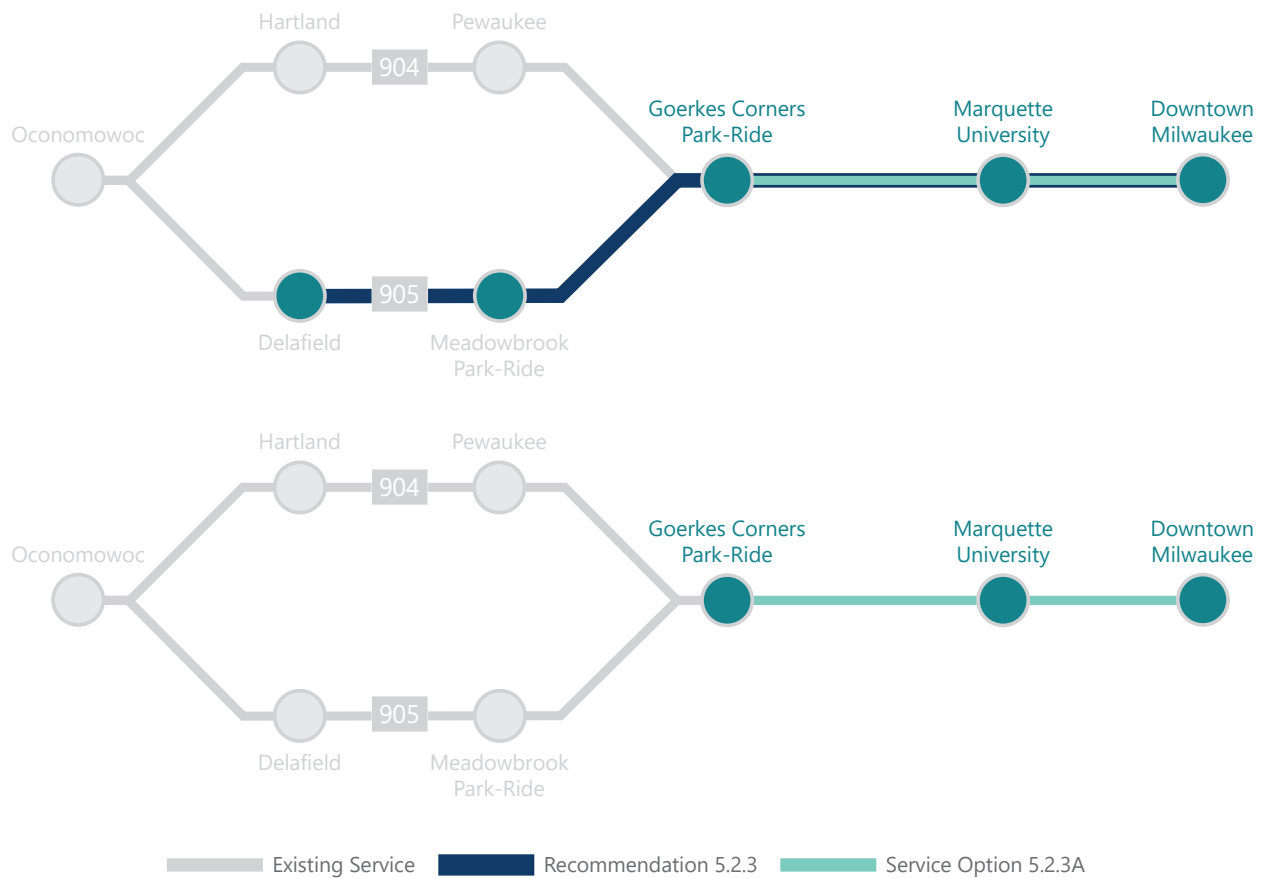 Hartland
Pewaukee
904
Oconomowoc
Goerkes Corners
Park-Ride
Marquette
University
Downtown
Milwaukee
905
Delafield
Meadowbrook
Park-Ride
Hartland
Pewaukee
904
Oconomowoc
Goerkes Corners
Park-Ride
Marquette
University
Downtown
Milwaukee
905
Delafield
Meadowbrook
Park-Ride
Existing Service
Recommendation 5.2.3
Service Option 5.2.3A